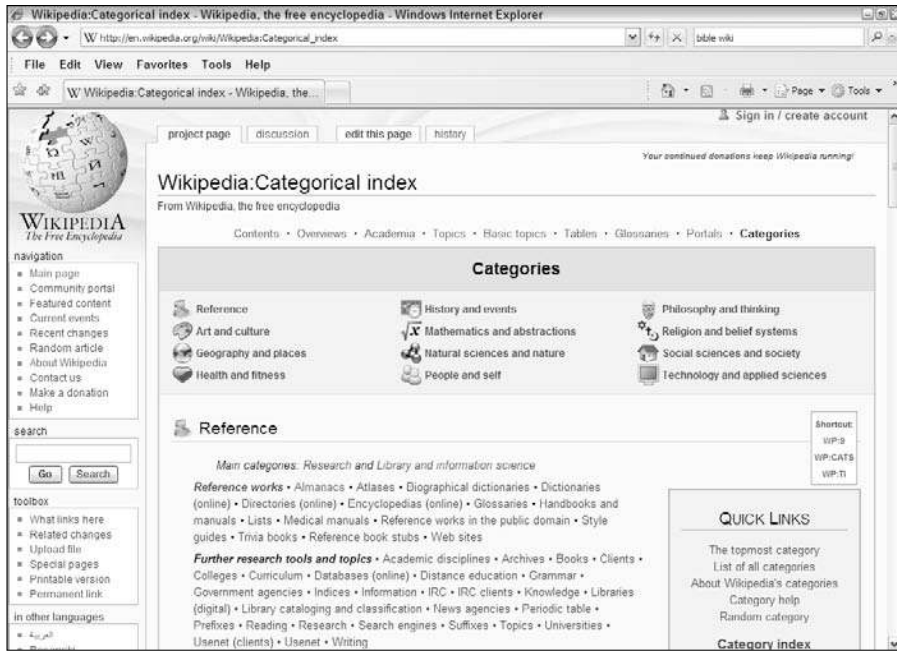 Wikipedia:Categorical index - Wikipedia, the free encyclopedia - Windows Internet Explorer
W http://en.wikipedia.org/wiki/Wikipedia:Categorical_index
bible wiki
File Edit View Favorites Tools Help
W Wikipedia:Categorical index - Wikipedia, the...
Page Tools
Sign in / create account
project page discussion edit this page history
Your continued donations keep Wikipedia running!
Wikipedia:Categorical index
From Wikipedia, the free encyclopedia
WIKIPEDIA
The Free Encyclopedia
Contents • Overviews • Academia • Topics • Basic topics • Tables • Glossaries • Portals • Categories
navigation
Main page
Community portal
Featured content
Current events
Recent changes
Random article
About Wikipedia
Contact us
Make a donation
Help
search
Go Search
toolbox
What links here
Related changes
Upload file
Special pages
Printable version
Permanent link
in other languages
العربية
Categories
Reference History and events Philosophy and thinking
Art and culture Mathematics and abstractions Religion and belief systems
Geography and places Natural sciences and nature Social sciences and society
Health and fitness People and self Technology and applied sciences
Reference
Shortcut:
WP:9
WP:CATS
WP:TI
Main categories: Research and Library and information science
Reference works • Almanacs • Atlases • Biographical dictionaries • Dictionaries
(online) • Directories (online) • Encyclopedias (online) • Glossaries • Handbooks and
manuals • Lists • Medical manuals • Reference works in the public domain • Style
guides • Trivia books • Reference book stubs • Web sites
Further research tools and topics • Academic disciplines • Archives • Books • Clients •
Colleges • Curriculum • Databases (online) • Distance education • Grammar •
Government agencies • Indices • Information • IRC • IRC clients • Knowledge • Libraries
(digital) • Library cataloging and classification • News agencies • Periodic table •
Prefixes • Reading • Research • Search engines • Suffixes • Topics • Universities •
Usenet (clients) • Usenet • Writing
QUICK LINKS
The topmost category
List of all categories
About Wikipedia's categories
Category help
Random category
Category index